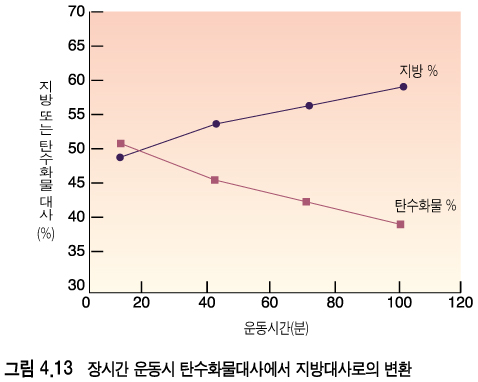 70
65
60
55
50
45
40
35
30
지방 또는 탄수화물 대사
(%)
지방 %
탄수화물 %
0 20 40 60 80 100 120
운동시간(분)
그림 4.13 장시간 운동시 탄수화물대사에서 지방대사로의 변환